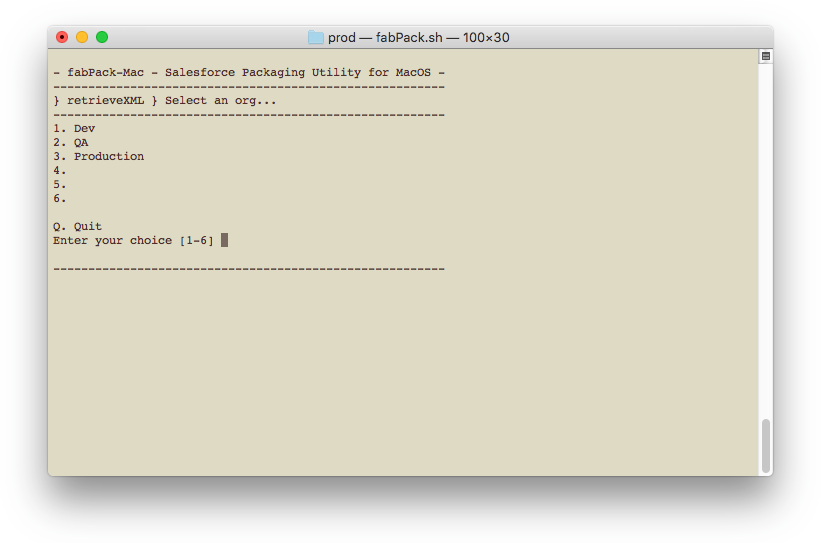 prod — fabPack.sh — 100×30
- fabPack-Mac - Salesforce Packaging Utility for MacOS -
--------------------------------------------------------
} retrieveXML } Select an org...
--------------------------------------------------------
1. Dev
2. QA
3. Production
4.
5.
6.
Q. Quit
Enter your choice [1-6]
--------------------------------------------------------